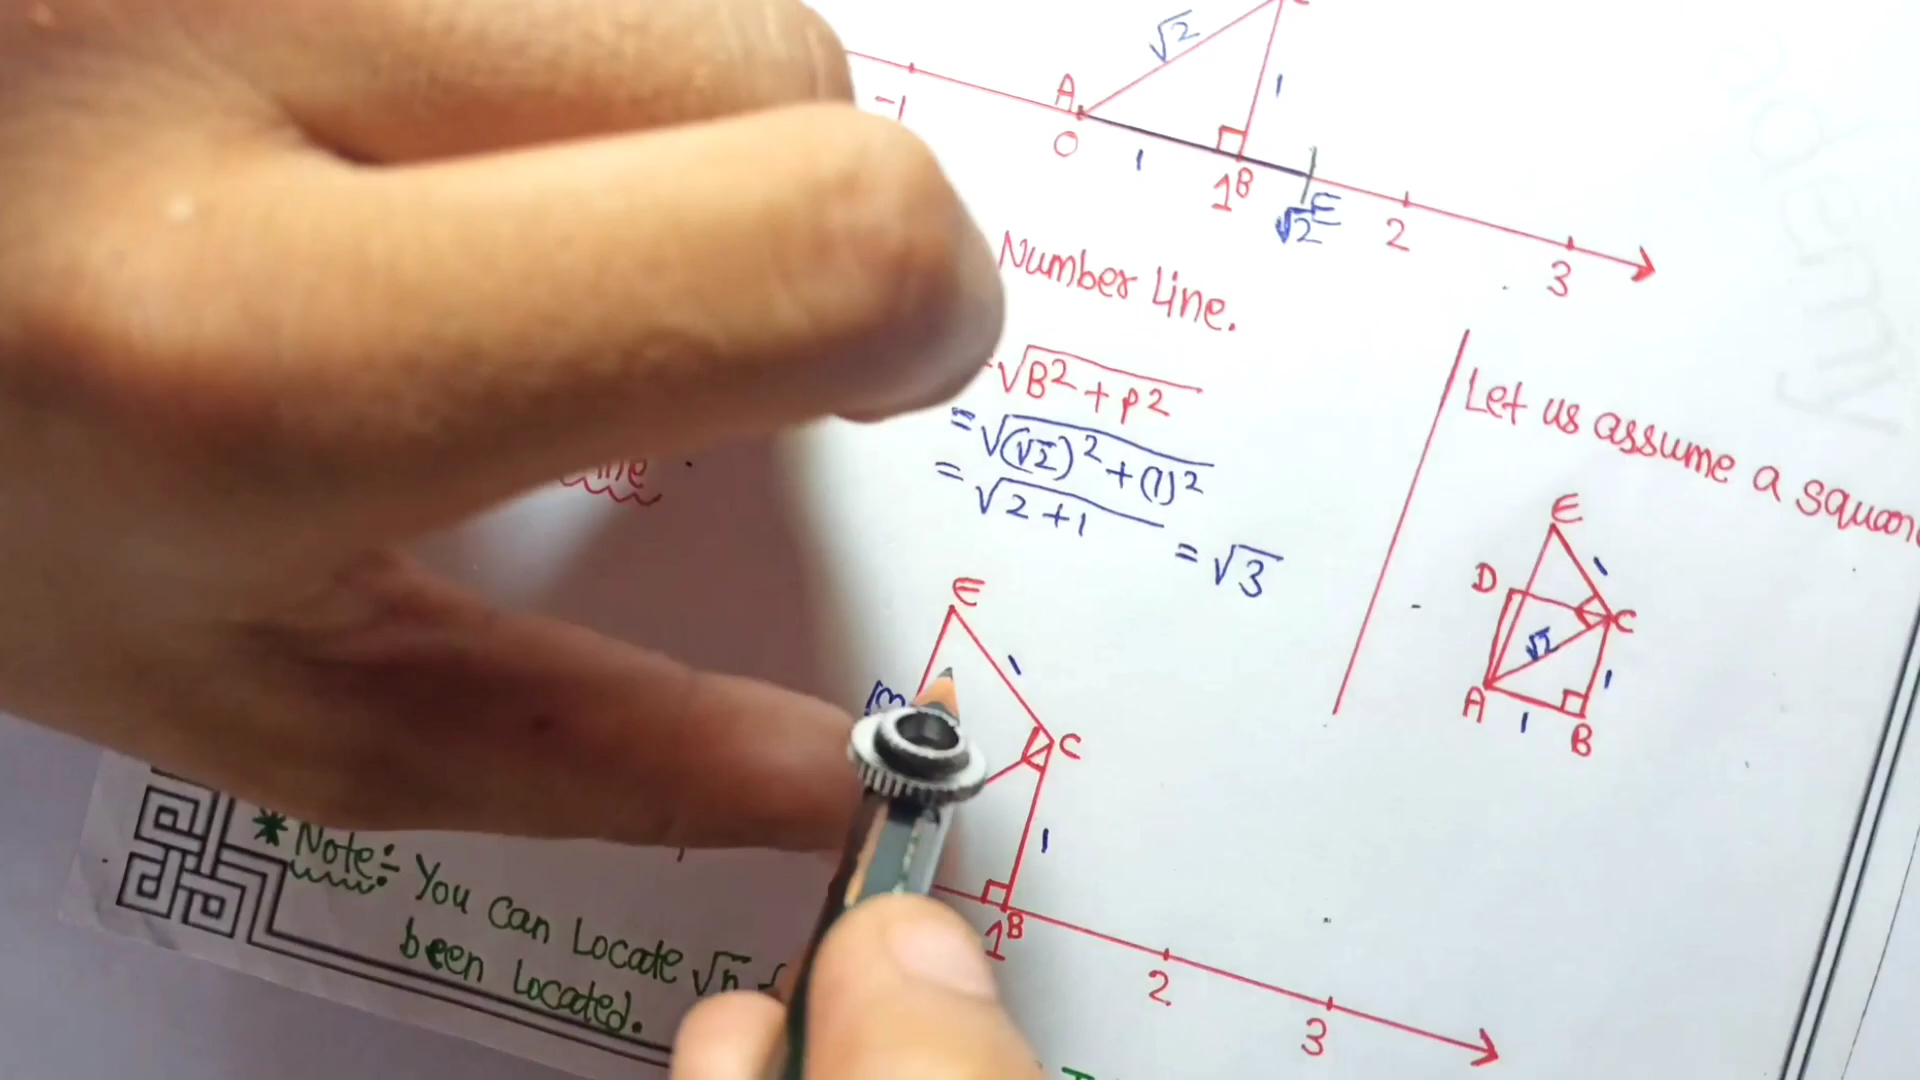 √2
1
A
-1
0
1
1 B
√2 E
2
3
Number Line.
√B² + P²
= √(√2)² + (1)²
= √2 + 1 = √3
Let us assume a
E
D
C
1
√2
1
A
1
B
E
1
C
1
1 B
2
3
* Note:- You can Locate √n
been Located.